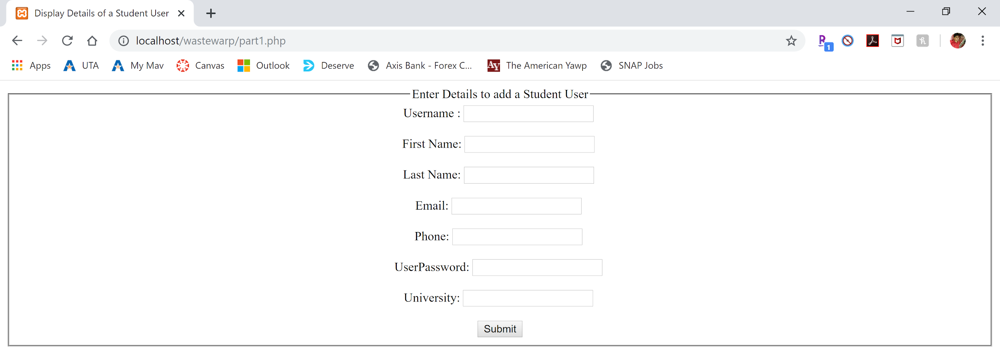 Display Details of a Student User
localhost/wastewarp/part1.php
R 1
Apps UTA My Mav Canvas Outlook Deserve Axis Bank - Forex C... AY The American Yawp SNAP Jobs
Enter Details to add a Student User
Username :
First Name:
Last Name:
Email:
Phone:
UserPassword:
University:
Submit